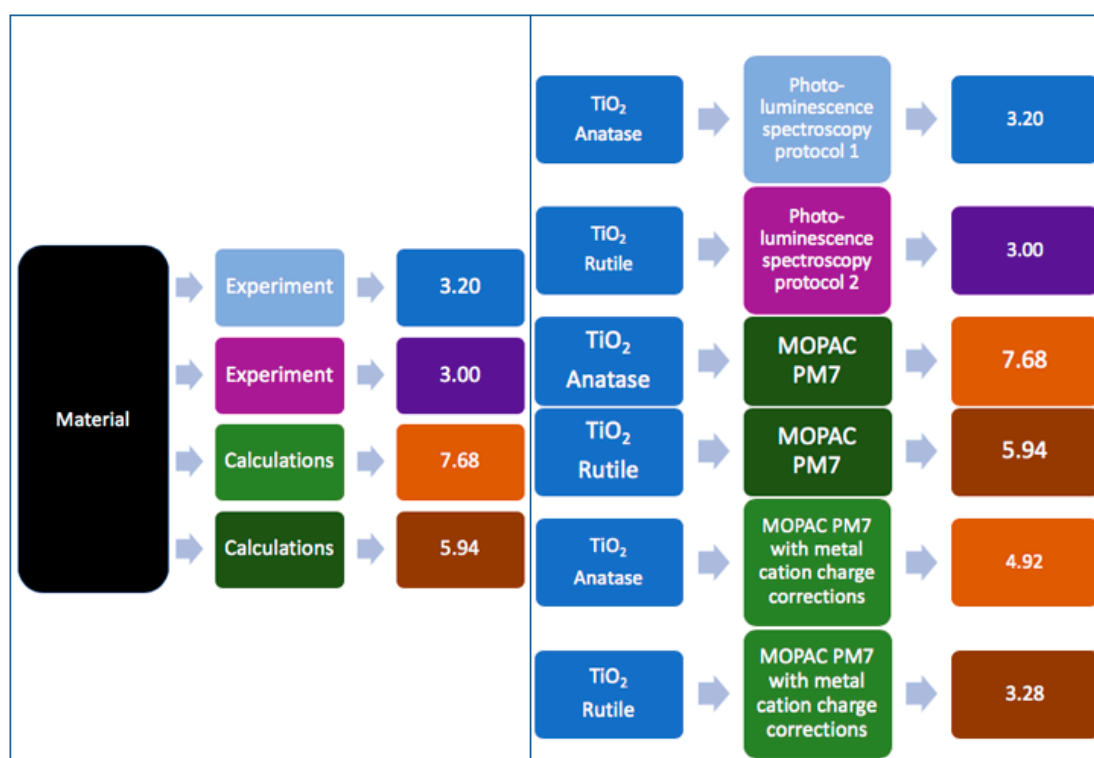 Material
Experiment
3.20
Experiment
3.00
Calculations
7.68
Calculations
5.94
TiO₂
Anatase
Photo-
luminescence
spectroscopy
protocol 1
3.20
TiO₂
Rutile
Photo-
luminescence
spectroscopy
protocol 2
3.00
TiO₂
Anatase
MOPAC
PM7
7.68
TiO₂
Rutile
MOPAC
PM7
5.94
TiO₂
Anatase
MOPAC PM7
with metal
cation charge
corrections
4.92
TiO₂
Rutile
MOPAC PM7
with metal
cation charge
corrections
3.28